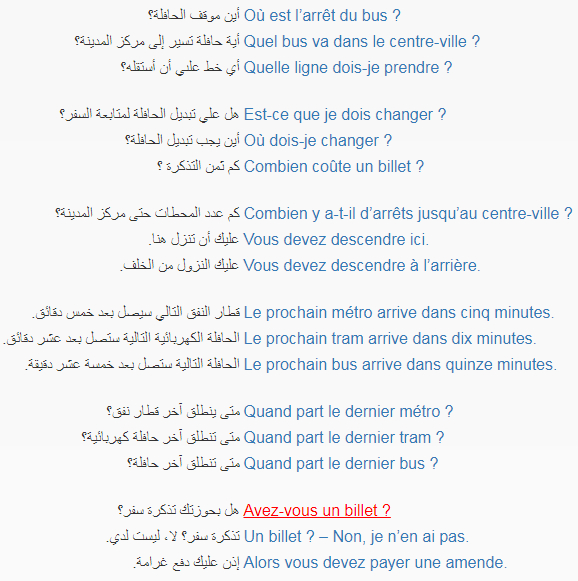 أين موقف الحافلة؟ Où est l’arrêt du bus ?
أية حافلة تسير إلى مركز المدينة؟ Quel bus va dans le centre-ville ?
أي خط علىي أن أستقله؟ Quelle ligne dois-je prendre ?
هل علي تبديل الحافلة لمتابعة السفر؟ Est-ce que je dois changer ?
أين يجب تبديل الحافلة؟ Où dois-je changer ?
كم ثمن التذكرة ؟ Combien coûte un billet ?
كم عدد المحطات حتى مركز المدينة؟ Combien y a-t-il d’arrêts jusqu’au centre-ville ?
عليك أن تنزل هنا. Vous devez descendre ici.
عليك النزول من الخلف. Vous devez descendre à l’arrière.
قطار النفق التالي سيصل بعد خمس دقائق. Le prochain métro arrive dans cinq minutes.
الحافلة الكهربائية التالية ستصل بعد عشر دقائق. Le prochain tram arrive dans dix minutes.
الحافلة التالية ستصل بعد خمسة عشر دقيقة. Le prochain bus arrive dans quinze minutes.
متى ينطلق آخر قطار نفق؟ Quand part le dernier métro ?
متى تنطلق آخر حافلة كهربائية؟ Quand part le dernier tram ?
متى تنطلق آخر حافلة؟ Quand part le dernier bus ?
هل بحوزتك تذكرة سفر؟ Avez-vous un billet ?
تذكرة سفر؟ لا، ليست لدي. Un billet ? – Non, je n’en ai pas.
إذن عليك دفع غرامة. Alors vous devez payer une amende.